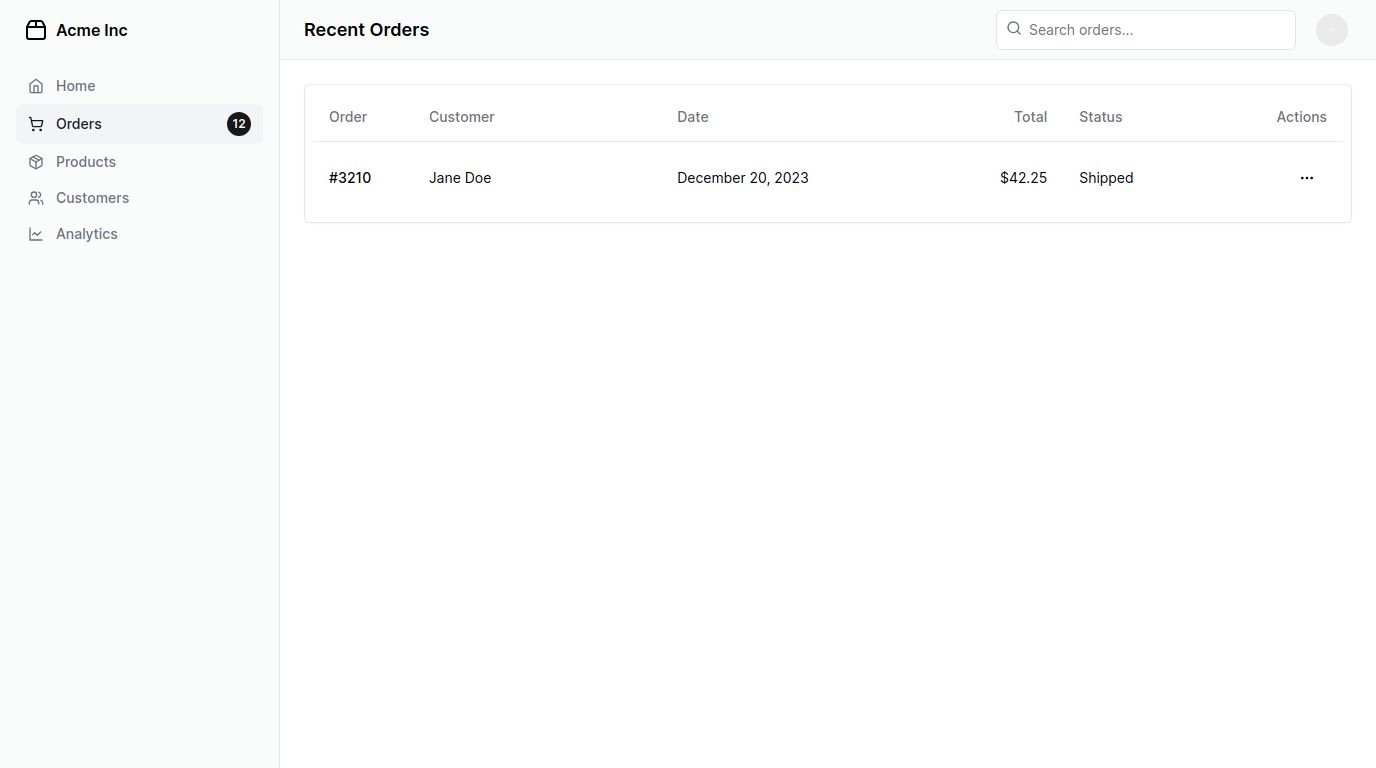 Acme Inc
Recent Orders
Search orders...
Home
Orders 12
Products
Customers
Analytics
Order Customer Date Total Status Actions
#3210 Jane Doe December 20, 2023 $42.25 Shipped ...